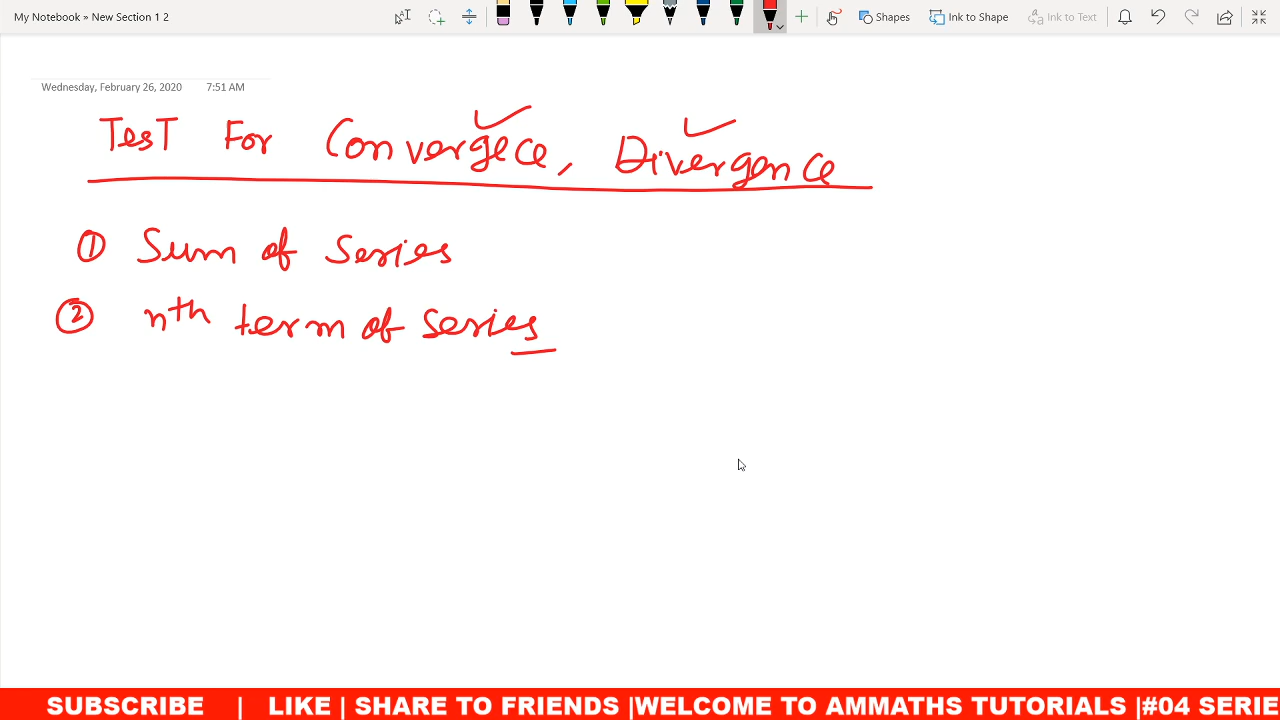 My Notebook » New Section 1 2
Shapes
Ink to Shape
Ink to Text
Wednesday, February 26, 2020 7:51 AM
Test For Convergece, Divergence
① Sum of Series
② nth term of Series
SUBSCRIBE | LIKE | SHARE TO FRIENDS |WELCOME TO AMMATHS TUTORIALS |#04 SERIE